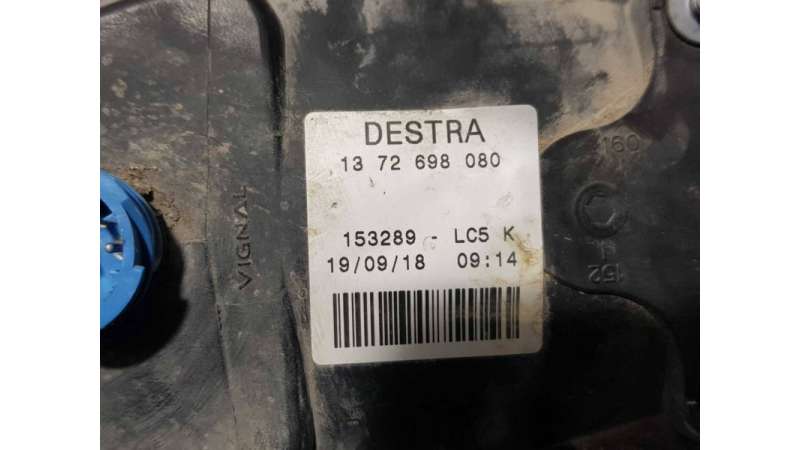 DESTRA
13 72 698 080
153289 - LC5 K
19/09/18 09:14
VIGNAL
160
152